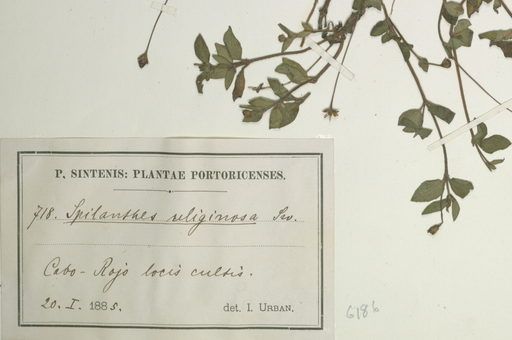 P. SINTENIS: PLANTAE PORTORICENSES.
718. Spilanthes uliginosa Sw.
Cabo-Rojo locis cultis.
20. I. 1885. det. I. URBAN.
6186